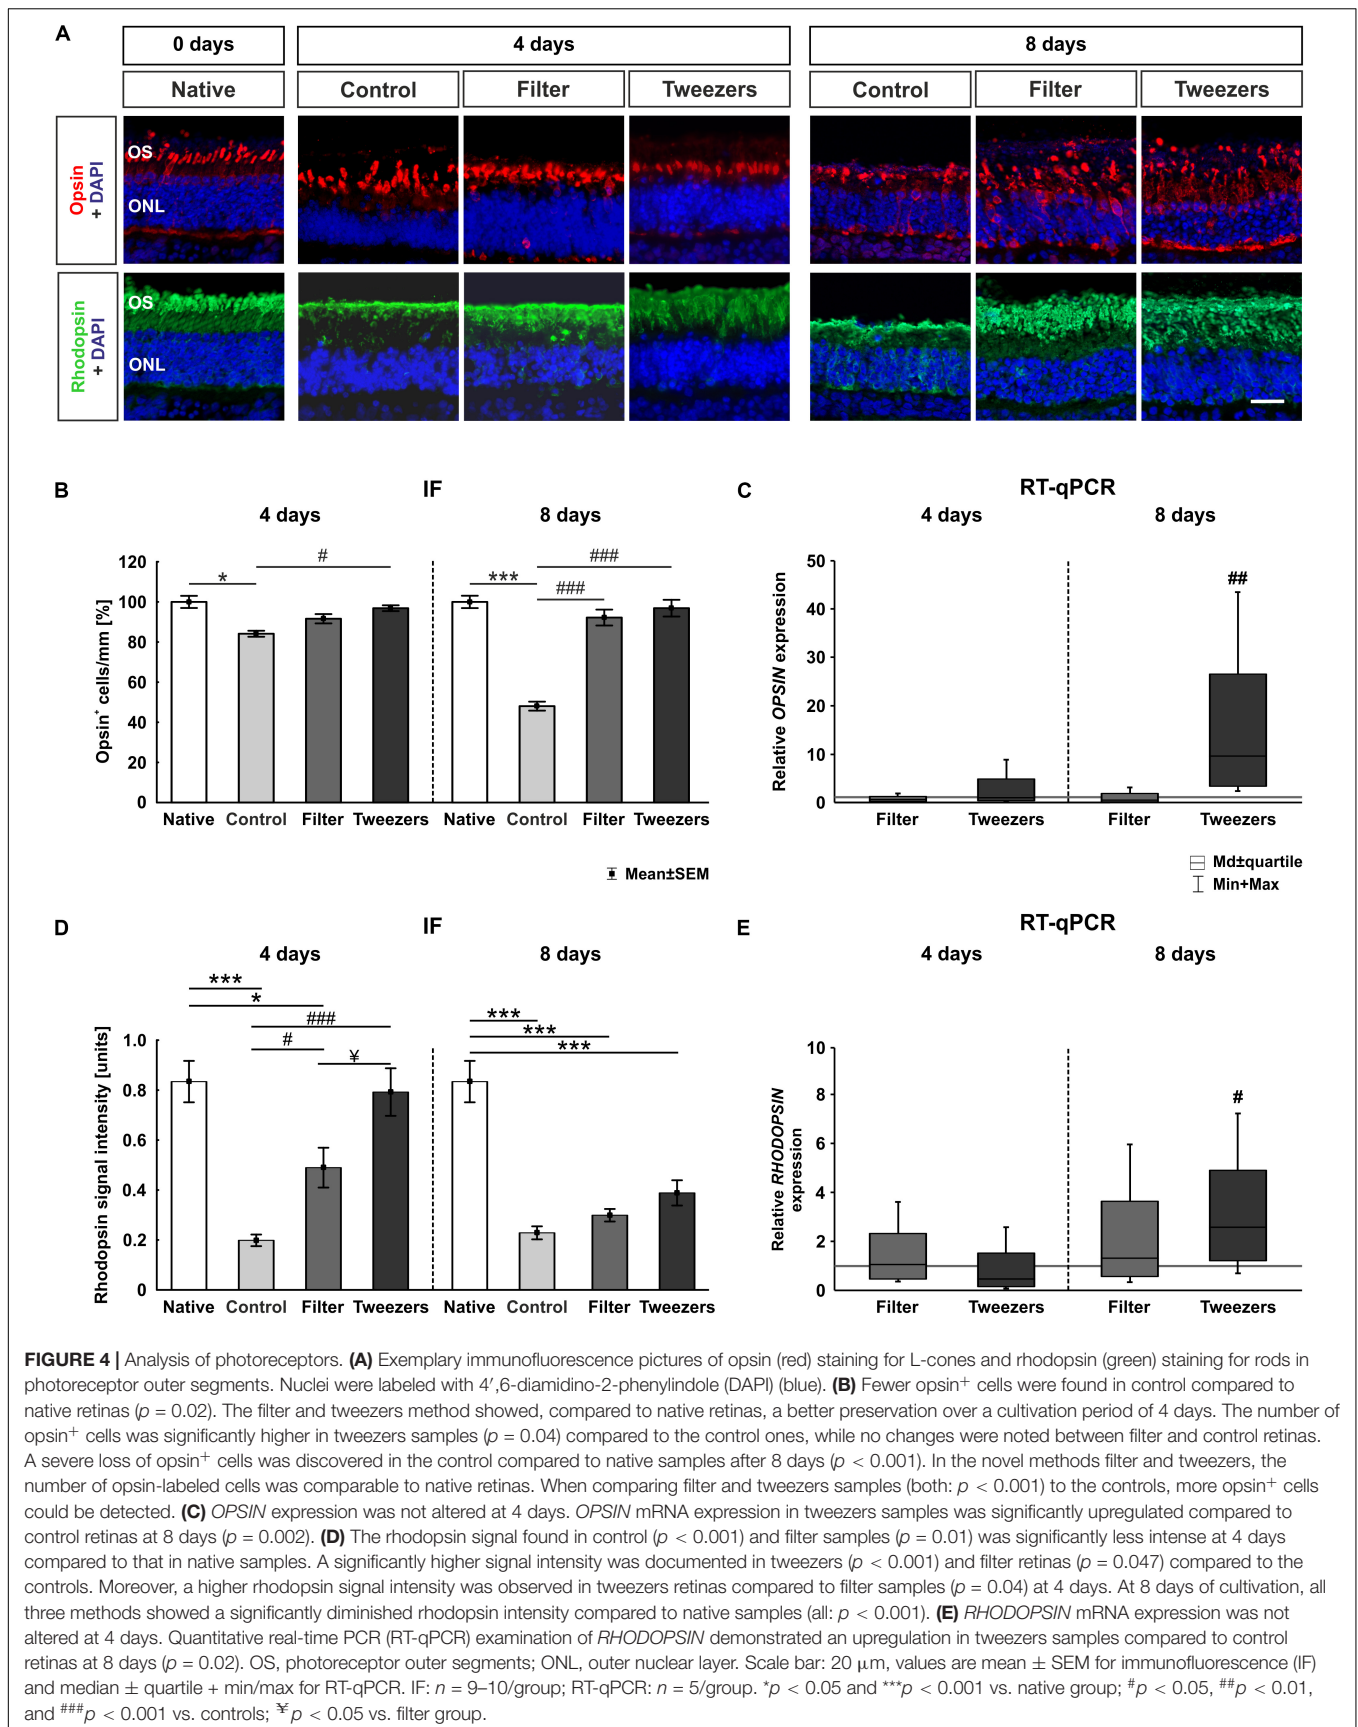 A
0 days
4 days
8 days
Native
Control
Filter
Tweezers
Control
Filter
Tweezers
Opsin
+ DAPI
OS
ONL
Rhodopsin
+ DAPI
OS
ONL
B
IF
4 days
8 days
Opsin⁺ cells/mm [%]
120
100
80
60
40
20
0
*
#
***
###
###
Native
Control
Filter
Tweezers
Native
Control
Filter
Tweezers
Mean±SEM
C
RT-qPCR
4 days
8 days
Relative OPSIN expression
50
40
30
20
10
0
##
Filter
Tweezers
Filter
Tweezers
Md±quartile
Min+Max
D
IF
4 days
8 days
Rhodopsin signal intensity [units]
1.0
0.8
0.6
0.4
0.2
0
***
*
###
#
¥
***
***
***
Native
Control
Filter
Tweezers
Native
Control
Filter
Tweezers
E
RT-qPCR
4 days
8 days
Relative RHODOPSIN
expression
10
8
6
4
2
0
#
Filter
Tweezers
Filter
Tweezers
FIGURE 4 | Analysis of photoreceptors. (A) Exemplary immunofluorescence pictures of opsin (red) staining for L-cones and rhodopsin (green) staining for rods in
photoreceptor outer segments. Nuclei were labeled with 4′,6-diamidino-2-phenylindole (DAPI) (blue). (B) Fewer opsin⁺ cells were found in control compared to
native retinas (p = 0.02). The filter and tweezers method showed, compared to native retinas, a better preservation over a cultivation period of 4 days. The number of
opsin⁺ cells was significantly higher in tweezers samples (p = 0.04) compared to the control ones, while no changes were noted between filter and control retinas.
A severe loss of opsin⁺ cells was discovered in the control compared to native samples after 8 days (p < 0.001). In the novel methods filter and tweezers, the
number of opsin-labeled cells was comparable to native retinas. When comparing filter and tweezers samples (both: p < 0.001) to the controls, more opsin⁺ cells
could be detected. (C) OPSIN expression was not altered at 4 days. OPSIN mRNA expression in tweezers samples was significantly upregulated compared to
control retinas at 8 days (p = 0.002). (D) The rhodopsin signal found in control (p < 0.001) and filter samples (p = 0.01) was significantly less intense at 4 days
compared to that in native samples. A significantly higher signal intensity was documented in tweezers (p < 0.001) and filter retinas (p = 0.047) compared to the
controls. Moreover, a higher rhodopsin signal intensity was observed in tweezers retinas compared to filter samples (p = 0.04) at 4 days. At 8 days of cultivation, all
three methods showed a significantly diminished rhodopsin intensity compared to native samples (all: p < 0.001). (E) RHODOPSIN mRNA expression was not
altered at 4 days. Quantitative real-time PCR (RT-qPCR) examination of RHODOPSIN demonstrated an upregulation in tweezers samples compared to control
retinas at 8 days (p = 0.02). OS, photoreceptor outer segments; ONL, outer nuclear layer. Scale bar: 20 μm, values are mean ± SEM for immunofluorescence (IF)
and median ± quartile + min/max for RT-qPCR. IF: n = 9–10/group; RT-qPCR: n = 5/group. *p < 0.05 and ***p < 0.001 vs. native group; #p < 0.05, ##p < 0.01,
and ###p < 0.001 vs. controls; ¥p < 0.05 vs. filter group.